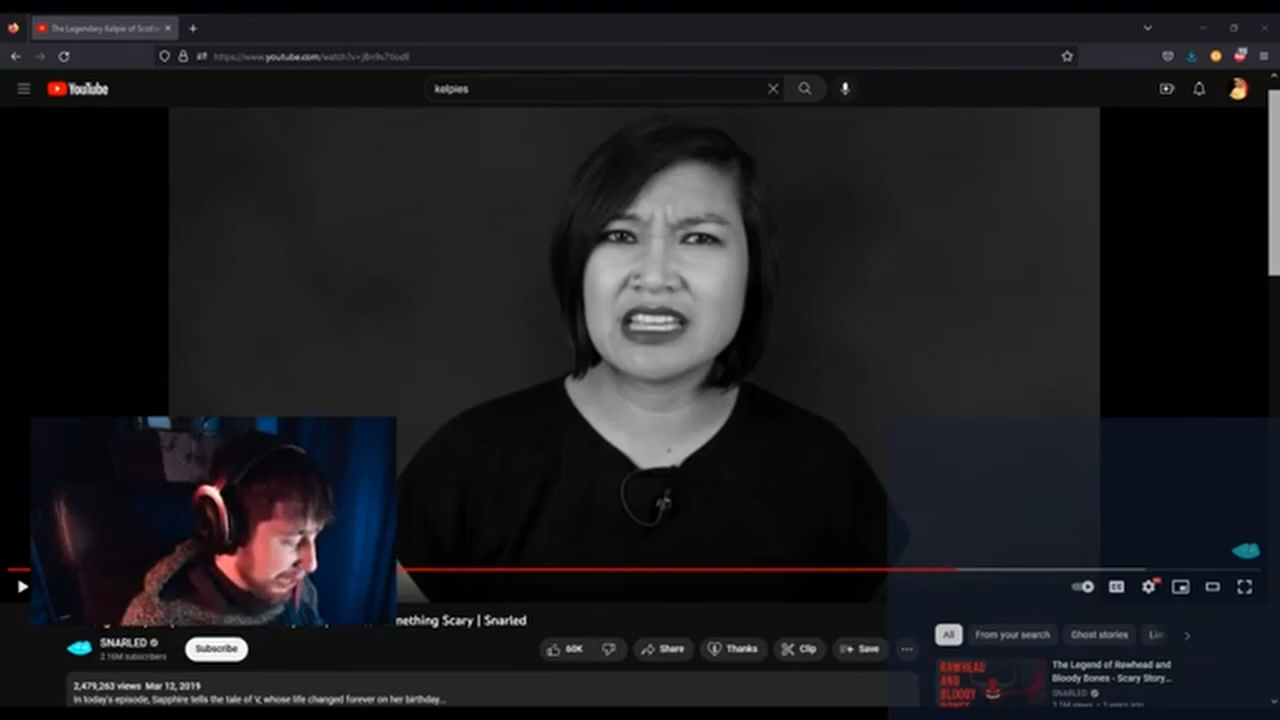 The Legendary Kelpie of Scotla
https://www.youtube.com/watch?v=
YouTube
kelpies
nething Scary | Snarled
SNARLED
2.16M subscribers
Subscribe
60K
Share
Thanks
Clip
Save
2,479,263 views Mar 12, 2019
In today's episode, Sapphire tells the tale of 'V, whose life changed forever on her birthday...
All
From your search
Ghost stories
RAWHEAD
AND
BLOODY
The Legend of Rawhead and
Bloody Bones - Scary Story...
SNARLED